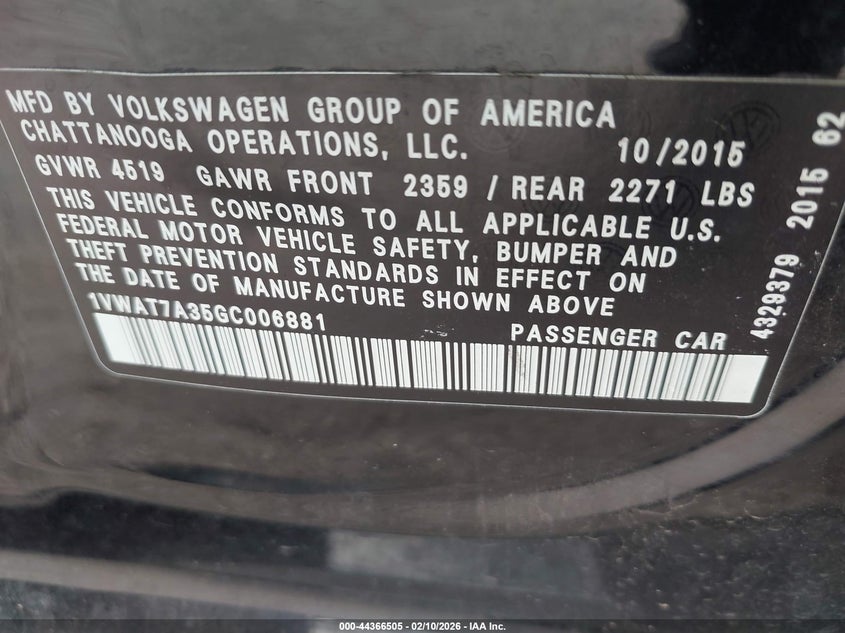 MFD BY VOLKSWAGEN GROUP OF AMERICA
CHATTANOOGA OPERATIONS, LLC. 10/2015
GVWR 4519 GAWR FRONT 2359 / REAR 2271 LBS
THIS VEHICLE CONFORMS TO ALL APPLICABLE U.S.
FEDERAL MOTOR VEHICLE SAFETY, BUMPER AND
THEFT PREVENTION STANDARDS IN EFFECT ON
THE DATE OF MANUFACTURE SHOWN ABOVE
1VWAT7A35GC006881 PASSENGER CAR
4329379 2015 62
000-44366505 - 02/10/2026 - IAA Inc.